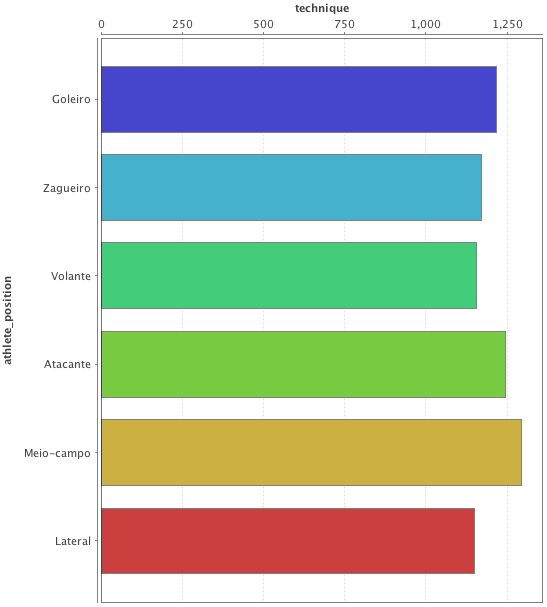 technique
0 250 500 750 1,000 1,250
athlete_position
Goleiro
Zagueiro
Volante
Atacante
Meio-campo
Lateral